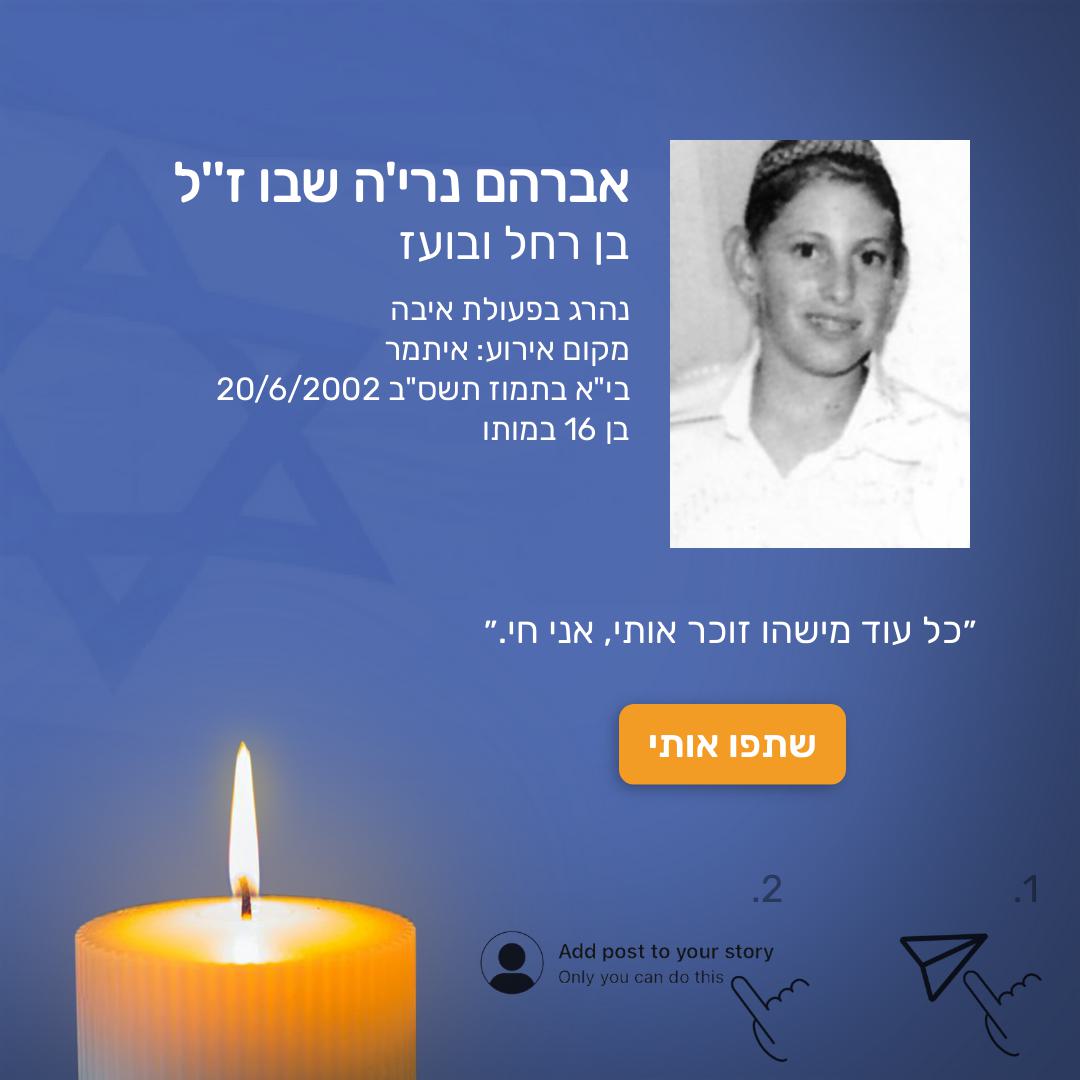 אברהם נרי'ה שבו ז"ל
בן רחל ובועז
נהרג בפעולת איבה
מקום אירוע: איתמר
בי"א בתמוז תשס"ב 20/6/2002
בן 16 במותו
״כל עוד מישהו זוכר אותי, אני חי.״
שתפו אותי
1.
2.
Add post to your story
Only you can do this